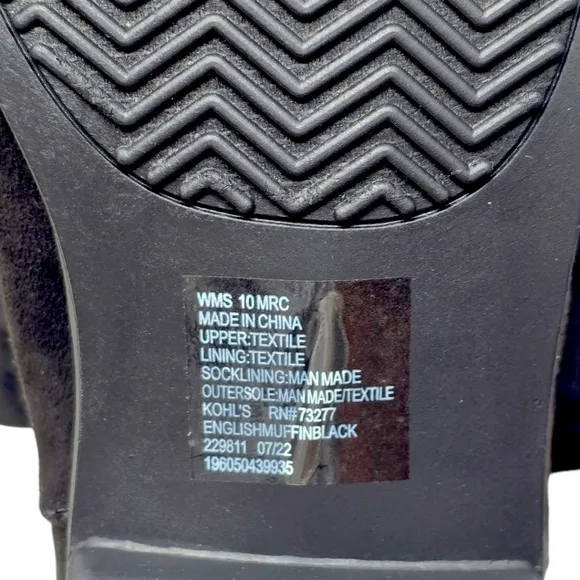 WMS 10 MRC
MADE IN CHINA
UPPER:TEXTILE
LINING:TEXTILE
SOCKLINING:MAN MADE
OUTERSOLE:MAN MADE/TEXTILE
KOHL'S RN# 73277
ENGLISHMUFFINBLACK
229811 07/22
196050439935